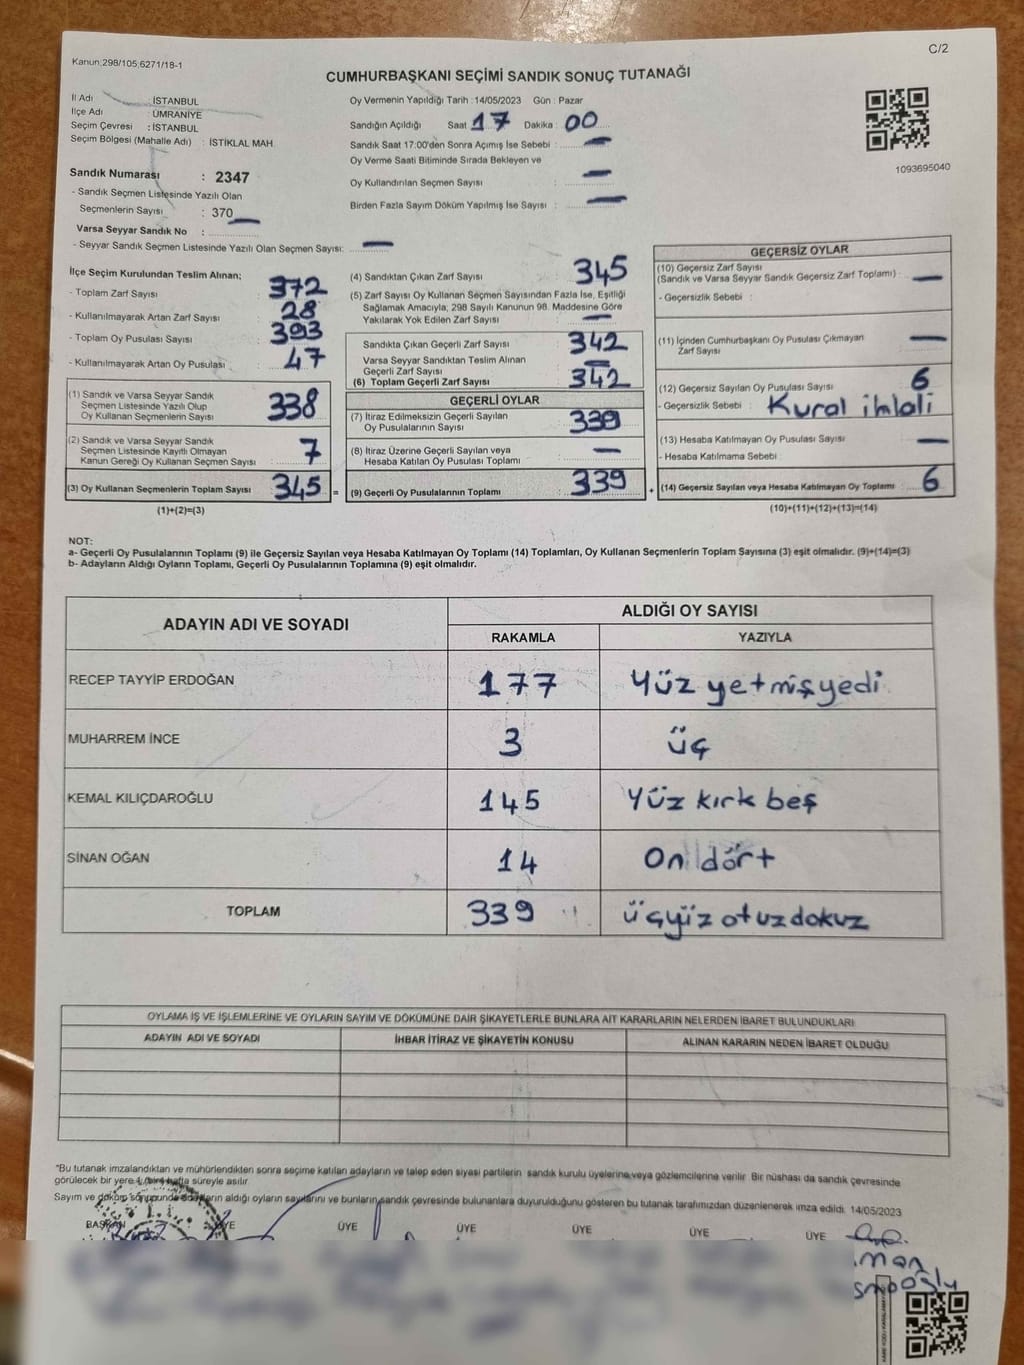 Kanun;298/105;6271/18-1
C/2
CUMHURBAŞKANI SEÇİMİ SANDIK SONUÇ TUTANAĞI
İl Adı : İSTANBUL
İlçe Adı : ÜMRANİYE
Seçim Çevresi : İSTANBUL
Seçim Bölgesi (Mahalle Adı) : İSTİKLAL MAH.
Sandık Numarası : 2347
- Sandık Seçmen Listesinde Yazılı Olan
Seçmenlerin Sayısı : 370
Varsa Seyyar Sandık No :
- Seyyar Sandık Seçmen Listesinde Yazılı Olan Seçmen Sayısı: —
Oy Vermenin Yapıldığı Tarih :14/05/2023 Gün : Pazar
Sandığın Açıldığı Saat : 17 Dakika : 00
Sandık Saat 17:00'den Sonra Açımış İse Sebebi : —
Oy Verme Saati Bitiminde Sırada Bekleyen ve
Oy Kullandırılan Seçmen Sayısı : —
Birden Fazla Sayım Döküm Yapılmış İse Sayısı : —
1093695040
İlçe Seçim Kurulundan Teslim Alınan;
- Toplam Zarf Sayısı : 372
- Kullanılmayarak Artan Zarf Sayısı : 28
- Toplam Oy Pusulası Sayısı : 393
- Kullanılmayarak Artan Oy Pusulası : 47
(1) Sandık ve Varsa Seyyar Sandık
Seçmen Listesinde Yazılı Olup
Oy Kullanan Seçmenlerin Sayısı : 338
(2) Sandık ve Varsa Seyyar Sandık
Seçmen Listesinde Kayıtlı Olmayan
Kanun Gereği Oy Kullanan Seçmen Sayısı : 7
(3) Oy Kullanan Seçmenlerin Toplam Sayısı : 345 =
(1)+(2)=(3)
(4) Sandıktan Çıkan Zarf Sayısı : 345
(5) Zarf Sayısı Oy Kullanan Seçmen Sayısından Fazla İse, Eşitliği
Sağlamak Amacıyla, 298 Sayılı Kanunun 98. Maddesine Göre
Yakılarak Yok Edilen Zarf Sayısı : —
Sandıkta Çıkan Geçerli Zarf Sayısı : 342
Varsa Seyyar Sandıktan Teslim Alınan
Geçerli Zarf Sayısı : —
(6) Toplam Geçerli Zarf Sayısı : 342
GEÇERLİ OYLAR
(7) İtiraz Edilmeksizin Geçerli Sayılan
Oy Pusulalarının Sayısı : 339
(8) İtiraz Üzerine Geçerli Sayılan veya
Hesaba Katılan Oy Pusulası Toplamı : —
(9) Geçerli Oy Pusulalarının Toplamı : 339 +
GEÇERSİZ OYLAR
(10) Geçersiz Zarf Sayısı
(Sandık ve Varsa Seyyar Sandık Geçersiz Zarf Toplamı) : —
- Geçersizlik Sebebi :
(11) İçinden Cumhurbaşkanı Oy Pusulası Çıkmayan
Zarf Sayısı : —
(12) Geçersiz Sayılan Oy Pusulası Sayısı : 6
- Geçersizlik Sebebi : Kural ihlali
(13) Hesaba Katılmayan Oy Pusulası Sayısı : —
- Hesaba Katılmama Sebebi :
(14) Geçersiz Sayılan veya Hesaba Katılmayan Oy Toplamı : 6
(10)+(11)+(12)+(13)=(14)
NOT:
a- Geçerli Oy Pusulalarının Toplamı (9) ile Geçersiz Sayılan veya Hesaba Katılmayan Oy Toplamı (14) Toplamları, Oy Kullanan Seçmenlerin Toplam Sayısına (3) eşit olmalıdır. (9)+(14)=(3)
b- Adayların Aldığı Oyların Toplamı, Geçerli Oy Pusulalarının Toplamına (9) eşit olmalıdır.
ADAYIN ADI VE SOYADI
ALDIĞI OY SAYISI
RAKAMLA YAZIYLA
RECEP TAYYİP ERDOĞAN 177 Yüz yetmişyedi
MUHARREM İNCE 3 üç
KEMAL KILIÇDAROĞLU 145 Yüz kırk beş
SİNAN OĞAN 14 On dört
TOPLAM 339 üçyüz otuzdokuz
OYLAMA İŞ VE İŞLEMLERİNE VE OYLARIN SAYIM VE DÖKÜMÜNE DAİR ŞİKAYETLERLE BUNLARA AİT KARARLARIN NELERDEN İBARET BULUNDUKLARI
ADAYIN ADI VE SOYADI İHBAR İTİRAZ VE ŞİKAYETİN KONUSU ALINAN KARARIN NEDEN İBARET OLDUĞU
*Bu tutanak imzalandıktan ve mühürlendikten sonra seçime katılan adayların ve talep eden siyasi partilerin sandık kurulu üyelerine veya gözlemcilerine verilir. Bir nüshası da sandık çevresinde
görülecek bir yere 1 (bir) hafta süreyle asılır.
Sayım ve döküm sonucunda adayların aldığı oyların sayılarını ve bunların sandık çevresinde bulunanlara duyurulduğunu gösteren bu tutanak tarafımızdan düzenlenerek imza edildi. 14/05/2023
BAŞKAN ÜYE ÜYE ÜYE ÜYE ÜYE ÜYE